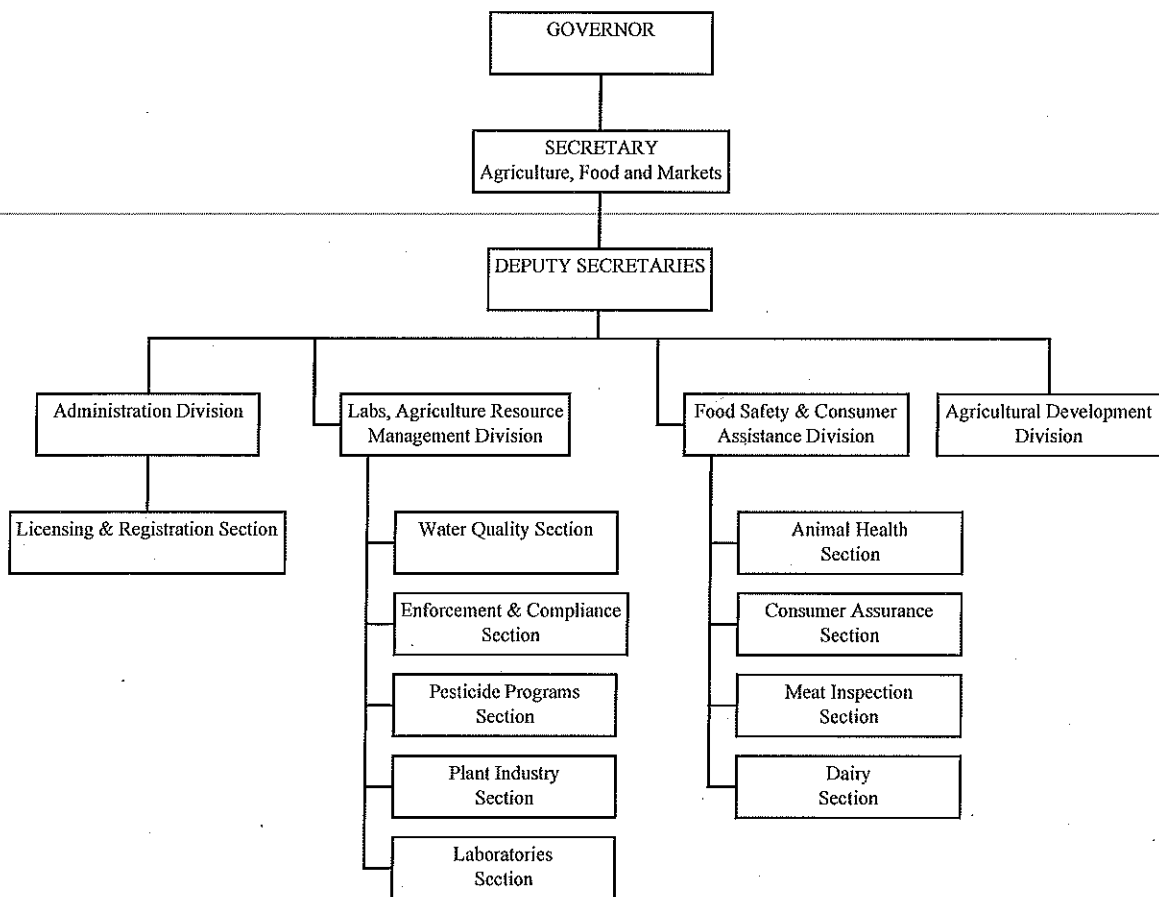 GOVERNOR
SECRETARY
Agriculture, Food and Markets
DEPUTY SECRETARIES
Administration Division
Labs, Agriculture Resource
Management Division
Food Safety & Consumer
Assistance Division
Agricultural Development
Division
Licensing & Registration Section
Water Quality Section
Enforcement & Compliance
Section
Pesticide Programs
Section
Plant Industry
Section
Laboratories
Section
Animal Health
Section
Consumer Assurance
Section
Meat Inspection
Section
Dairy
Section